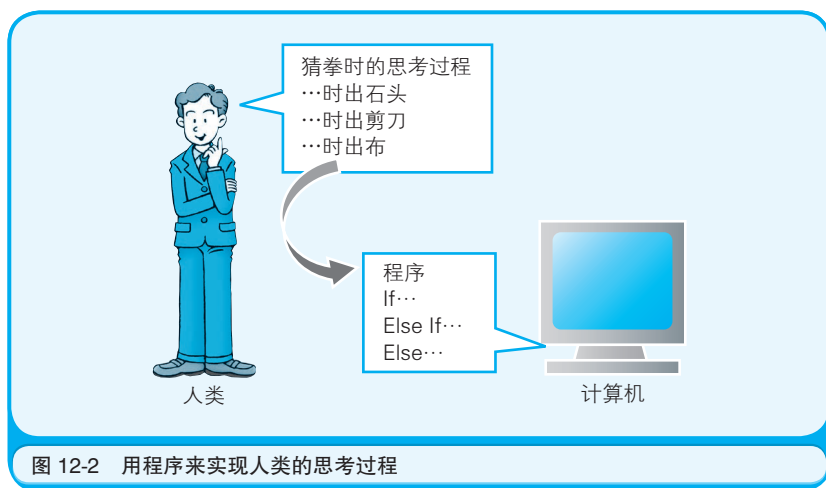 猜拳时的思考过程
…时出石头
…时出剪刀
…时出布
程序
If…
Else If…
Else…
人类
计算机
图 12-2 用程序来实现人类的思考过程